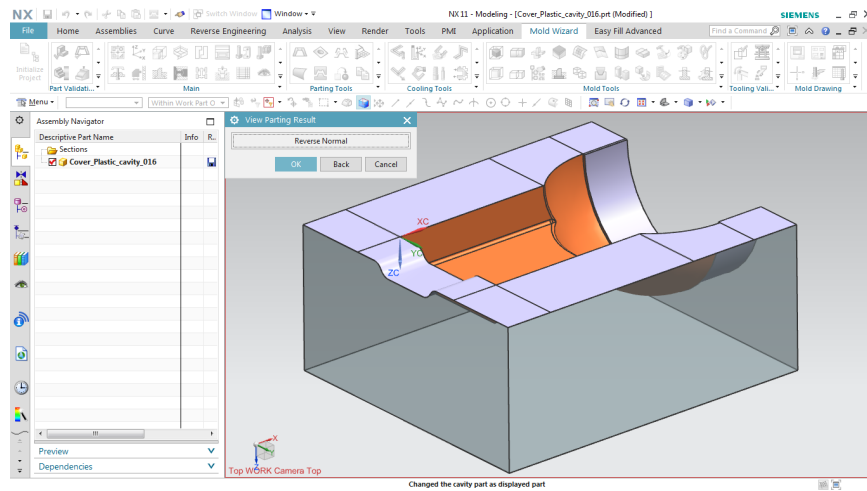 NX
Switch Window Window
NX 11 - Modeling - [Cover_Plastic_cavity_016.prt (Modified) ]
SIEMENS
File Home Assemblies Curve Reverse Engineering Analysis View Render Tools PMI Application Mold Wizard Easy Fill Advanced
Find a Command
Initialize Project
Part Validati... Main Parting Tools Cooling Tools Mold Tools Tooling Vali... Mold Drawing
Menu Within Work Part O
Assembly Navigator
Descriptive Part Name Info R..
Sections
Cover_Plastic_cavity_016
View Parting Result
Reverse Normal
OK Back Cancel
XC
YC
ZC
Preview
Dependencies
X
Z
Top WORK Camera Top
Changed the cavity part as displayed part